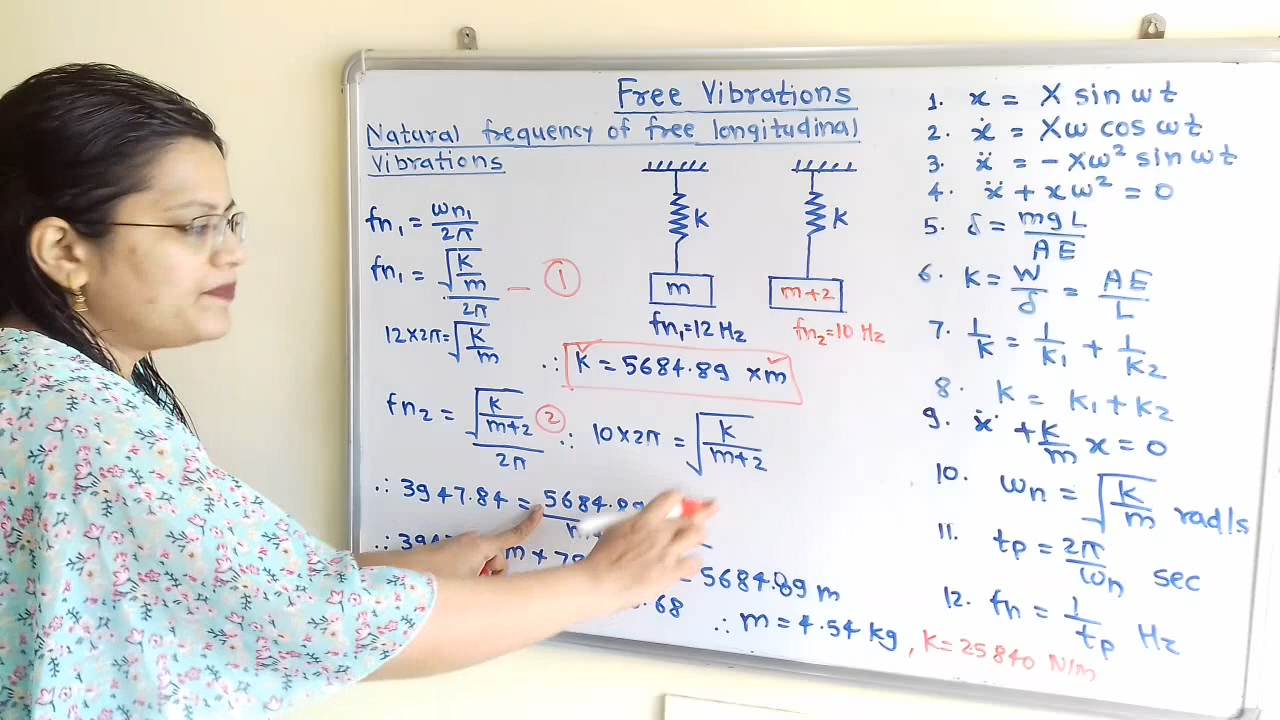 Free Vibrations
Natural frequency of free longitudinal
Vibrations
fn₁ = ωn₁/2π
fn₁ = √(K/m)/2π — ①
12×2π = √(K/m)
K
m
fn₁=12 Hz
K
m+2
fn₂=10 Hz
∴ K = 5684.89 × m
fn₂ = √(K/(m+2))/2π ②
∴ 10×2π = √(K/(m+2))
∴ 3947.84 = 5684.89
∴ m + = 5684.89 m
∴ m = 4.54 kg , K = 25840 N/m
1. x = X sin ωt
2. ẋ = Xω cos ωt
3. ẍ = -Xω² sin ωt
4. ẍ + xω² = 0
5. δ = mgL/AE
6. K = W/δ = AE/L
7. 1/K = 1/K₁ + 1/K₂
8. K = K₁ + K₂
9. ẍ + K/m x = 0
10. ωn = √(K/m) rad/s
11. tp = 2π/ωn sec
12. fn = 1/tp Hz